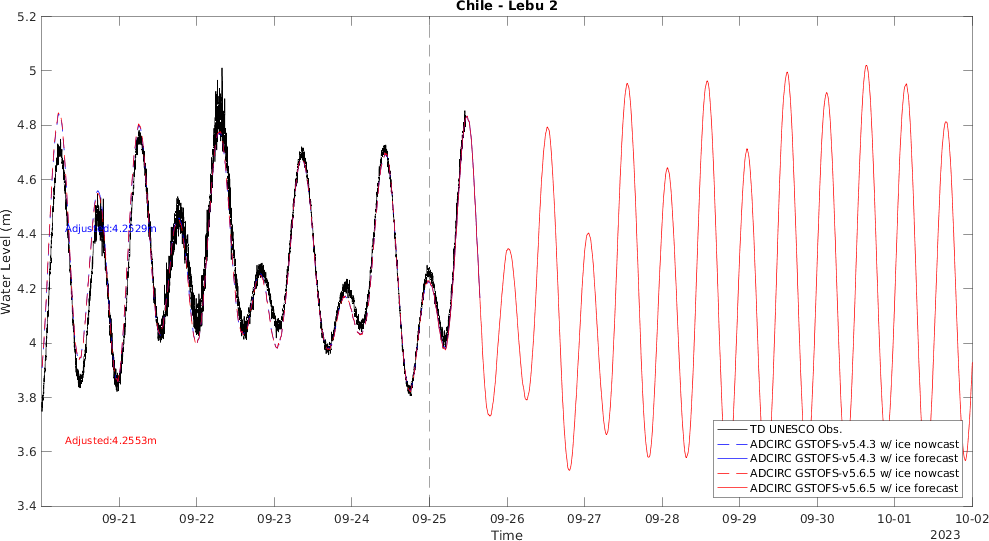 Chile - Lebu 2
5.2
5
4.8
4.6
4.4
4.2
4
3.8
3.6
3.4
Water Level (m)
Adjusted:4.2529m
Adjusted:4.2553m
TD UNESCO Obs.
ADCIRC GSTOFS-v5.4.3 w/ ice nowcast
ADCIRC GSTOFS-v5.4.3 w/ ice forecast
ADCIRC GSTOFS-v5.6.5 w/ ice nowcast
ADCIRC GSTOFS-v5.6.5 w/ ice forecast
09-21 09-22 09-23 09-24 09-25 09-26 09-27 09-28 09-29 09-30 10-01 10-02
Time
2023